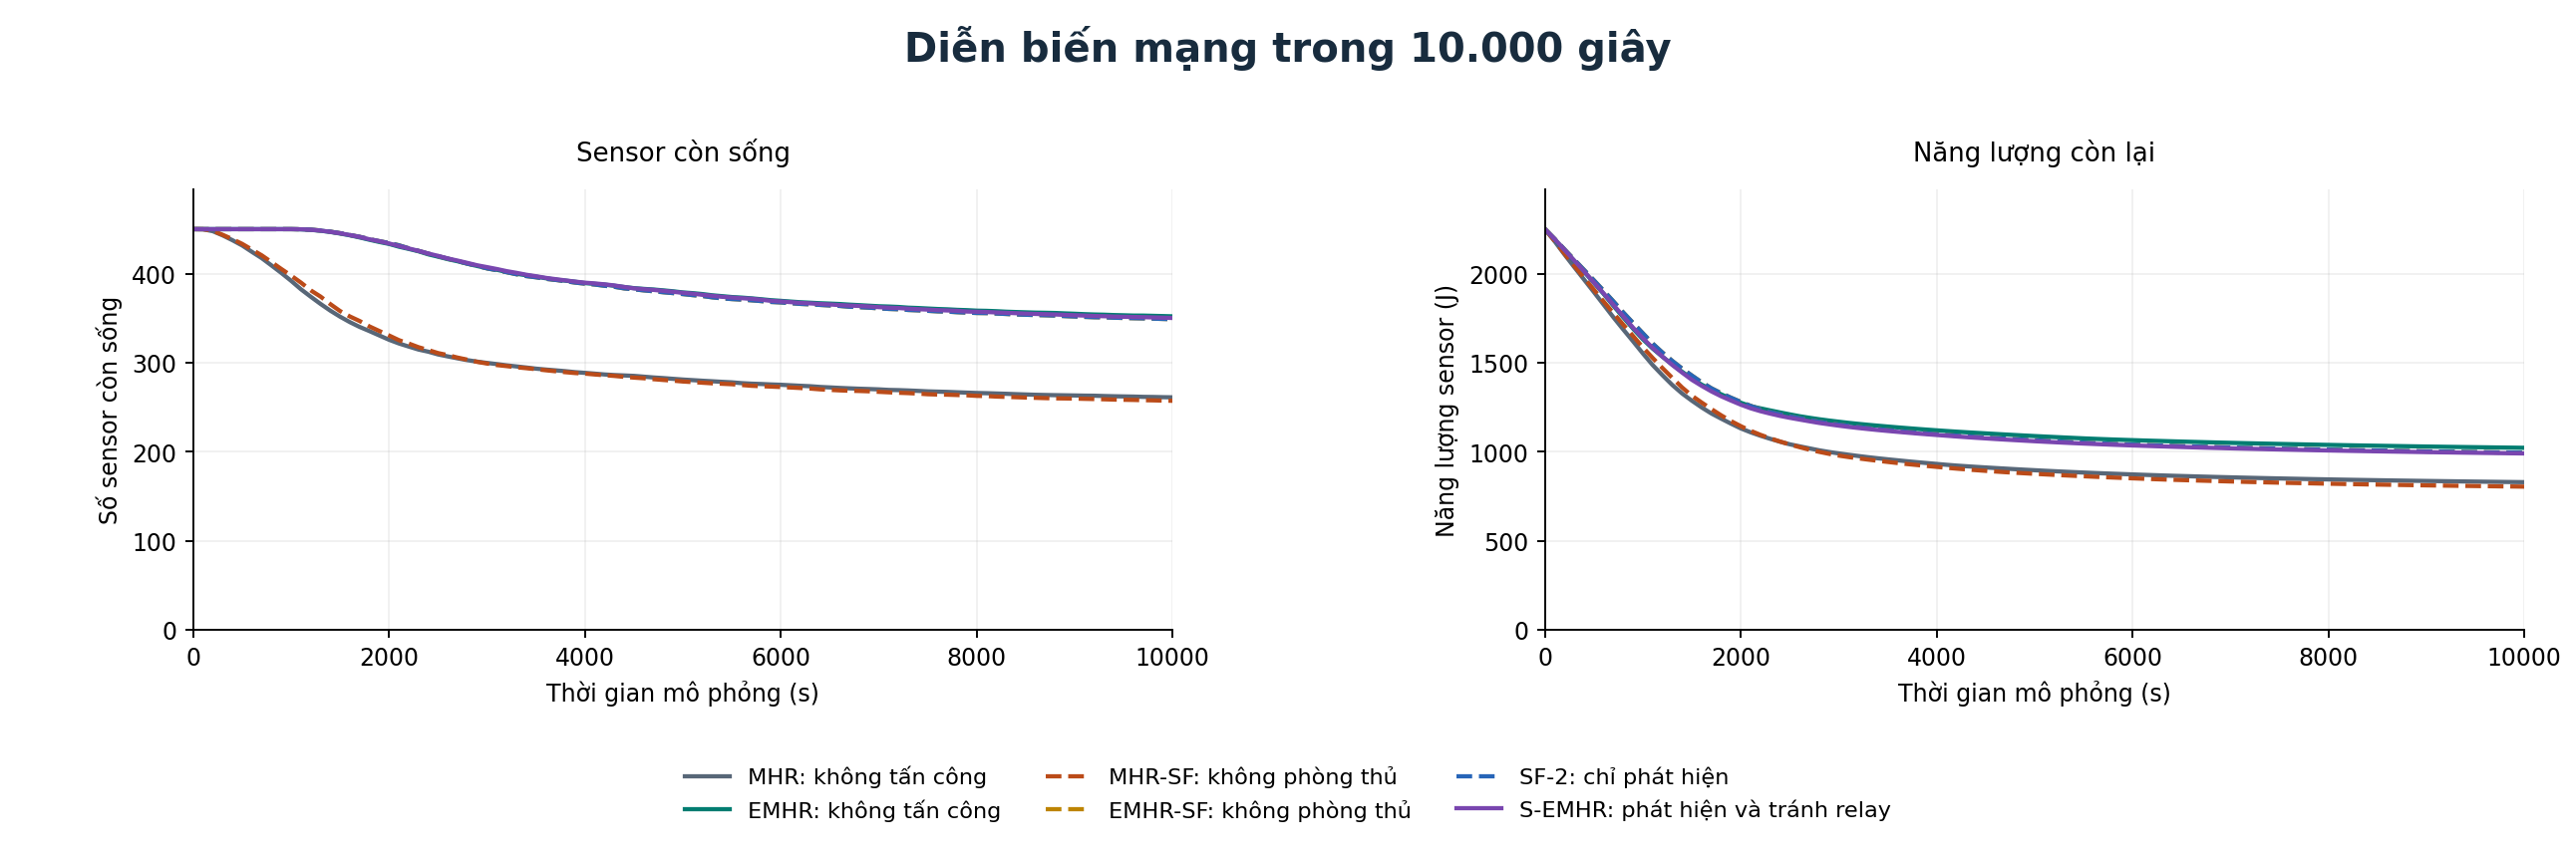 Diễn biến mạng trong 10.000 giây
Sensor còn sống
Số sensor còn sống
400
300
200
100
0
0 2000 4000 6000 8000 10000
Thời gian mô phỏng (s)
Năng lượng còn lại
Năng lượng sensor (J)
2000
1500
1000
500
0
0 2000 4000 6000 8000 10000
Thời gian mô phỏng (s)
MHR: không tấn công
EMHR: không tấn công
MHR-SF: không phòng thủ
EMHR-SF: không phòng thủ
SF-2: chỉ phát hiện
S-EMHR: phát hiện và tránh relay